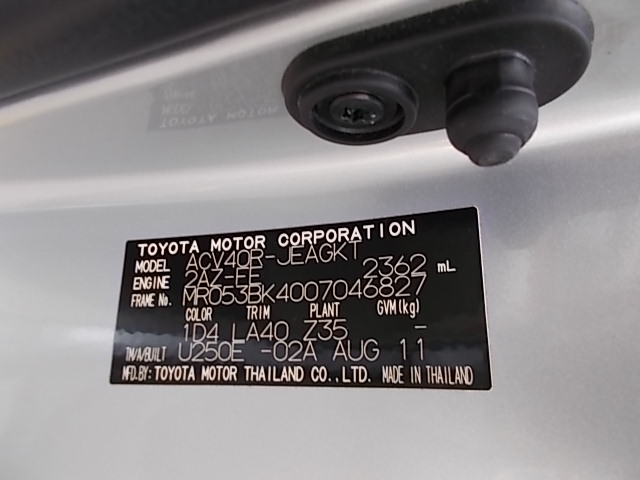 TOYOTA MOTOR CORPORATION
MODEL ACV40R-JEAGKT
ENGINE 2AZ-FE 2362 mL
FRAME No. MR053BK4007046827
COLOR TRIM PLANT GVM(kg)
1D4 LA40 Z35 -
TM/A/BUILT U250E -02A AUG 11
MFD.BY:TOYOTA MOTOR THAILAND CO.,LTD. MADE IN THAILAND